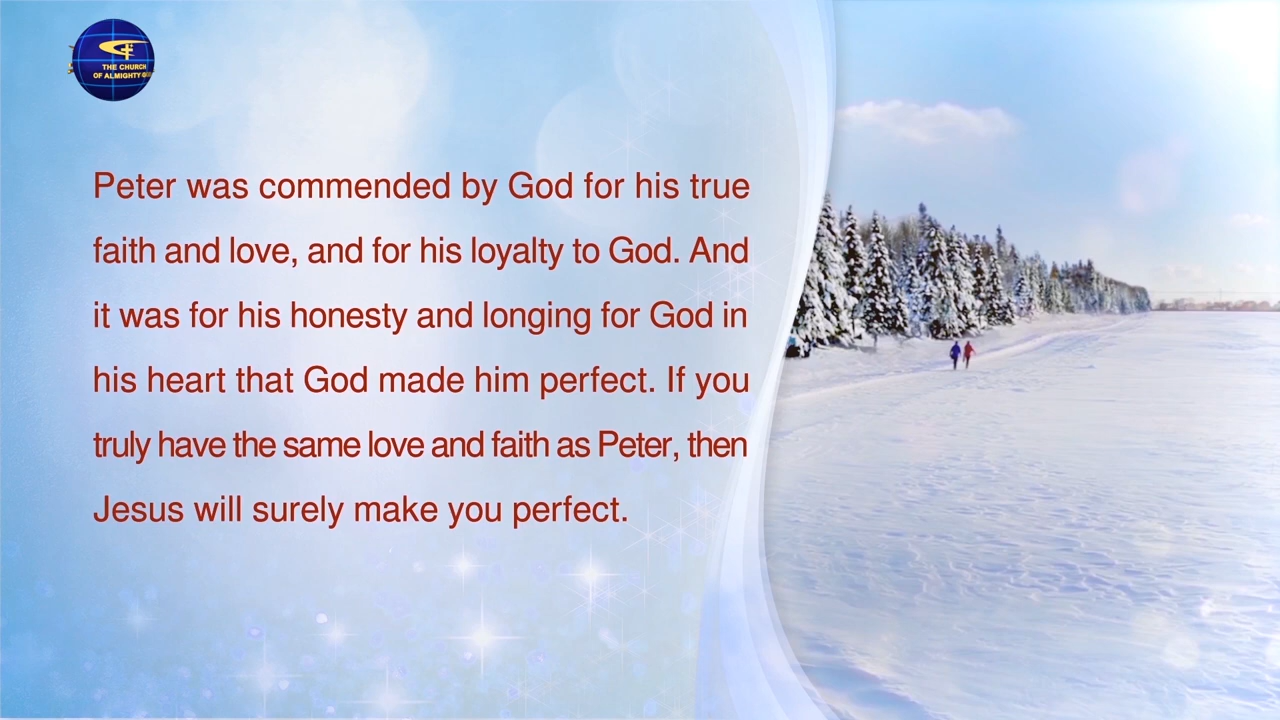 THE CHURCH
OF ALMIGHTY GOD
Peter was commended by God for his true
faith and love, and for his loyalty to God. And
it was for his honesty and longing for God in
his heart that God made him perfect. If you
truly have the same love and faith as Peter, then
Jesus will surely make you perfect.